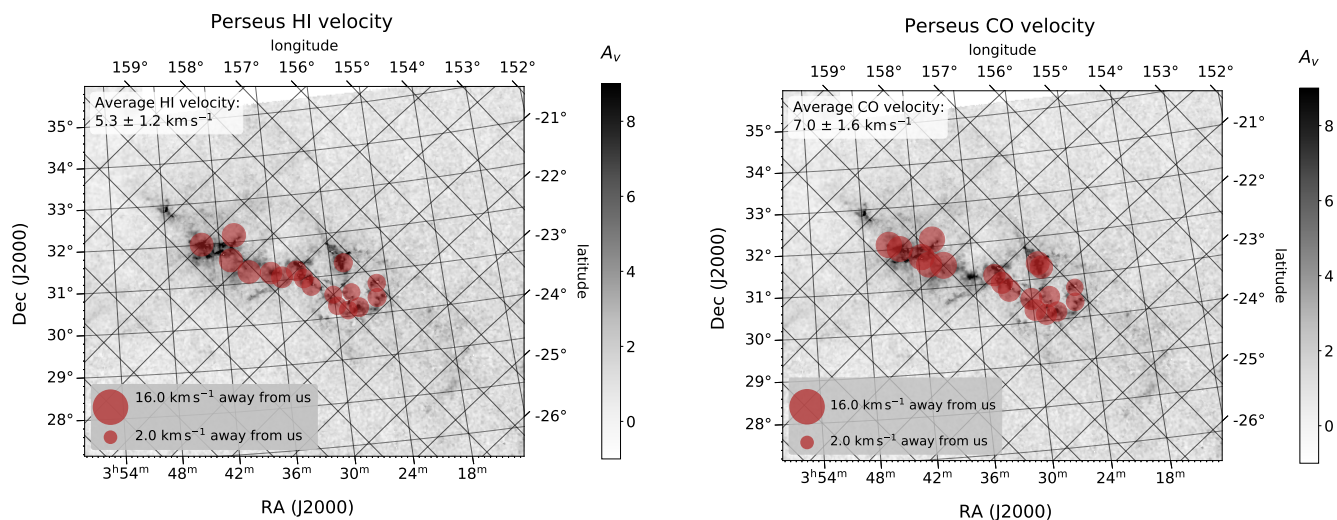 Perseus HI velocity
longitude
159° 158° 157° 156° 155° 154° 153° 152°
A_v
Average HI velocity:
5.3 ± 1.2 km s⁻¹
35°
34°
33°
32°
31°
30°
29°
28°
Dec (J2000)
-21°
-22°
-23°
-24°
-25°
-26°
latitude
8
6
4
2
0
16.0 km s⁻¹ away from us
2.0 km s⁻¹ away from us
3ʰ54ᵐ 48ᵐ 42ᵐ 36ᵐ 30ᵐ 24ᵐ 18ᵐ
RA (J2000)
Perseus CO velocity
longitude
159° 158° 157° 156° 155° 154° 153° 152°
A_v
Average CO velocity:
7.0 ± 1.6 km s⁻¹
35°
34°
33°
32°
31°
30°
29°
28°
Dec (J2000)
-21°
-22°
-23°
-24°
-25°
-26°
latitude
8
6
4
2
0
16.0 km s⁻¹ away from us
2.0 km s⁻¹ away from us
3ʰ54ᵐ 48ᵐ 42ᵐ 36ᵐ 30ᵐ 24ᵐ 18ᵐ
RA (J2000)